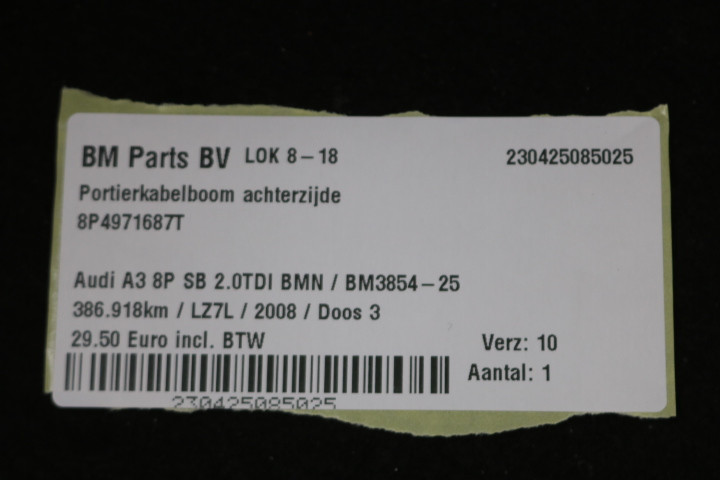 BM Parts BV LOK 8-18 230425085025
Portierkabelboom achterzijde
8P4971687T
Audi A3 8P SB 2.0TDI BMN / BM3854-25
386.918km / LZ7L / 2008 / Doos 3
29.50 Euro incl. BTW Verz: 10
Aantal: 1
230425085025